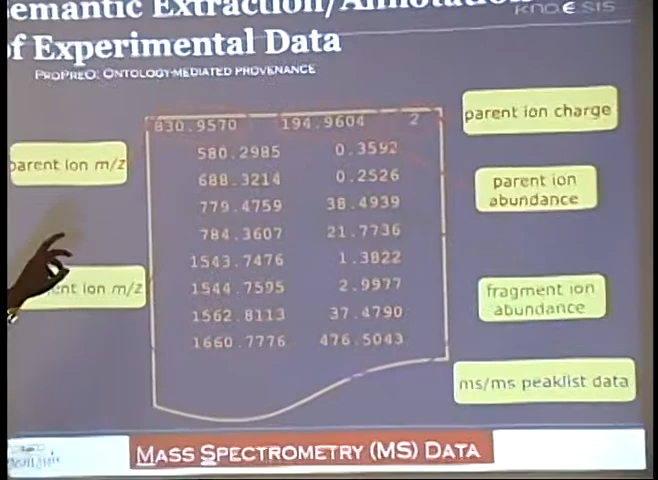 emantic Extraction/Annotatio
of Experimental Data
kno.e.sis
ProPreO: Ontology-mediated provenance
830.9570 194.9604 2
580.2985 0.3592
688.3214 0.2526
779.4759 38.4939
784.3607 21.7736
1543.7476 1.3822
1544.7595 2.9977
1562.8113 37.4790
1660.7776 476.5043
parent ion m/z
ent ion m/z
parent ion charge
parent ion
abundance
fragment ion
abundance
ms/ms peaklist data
Mass Spectrometry (MS) Data